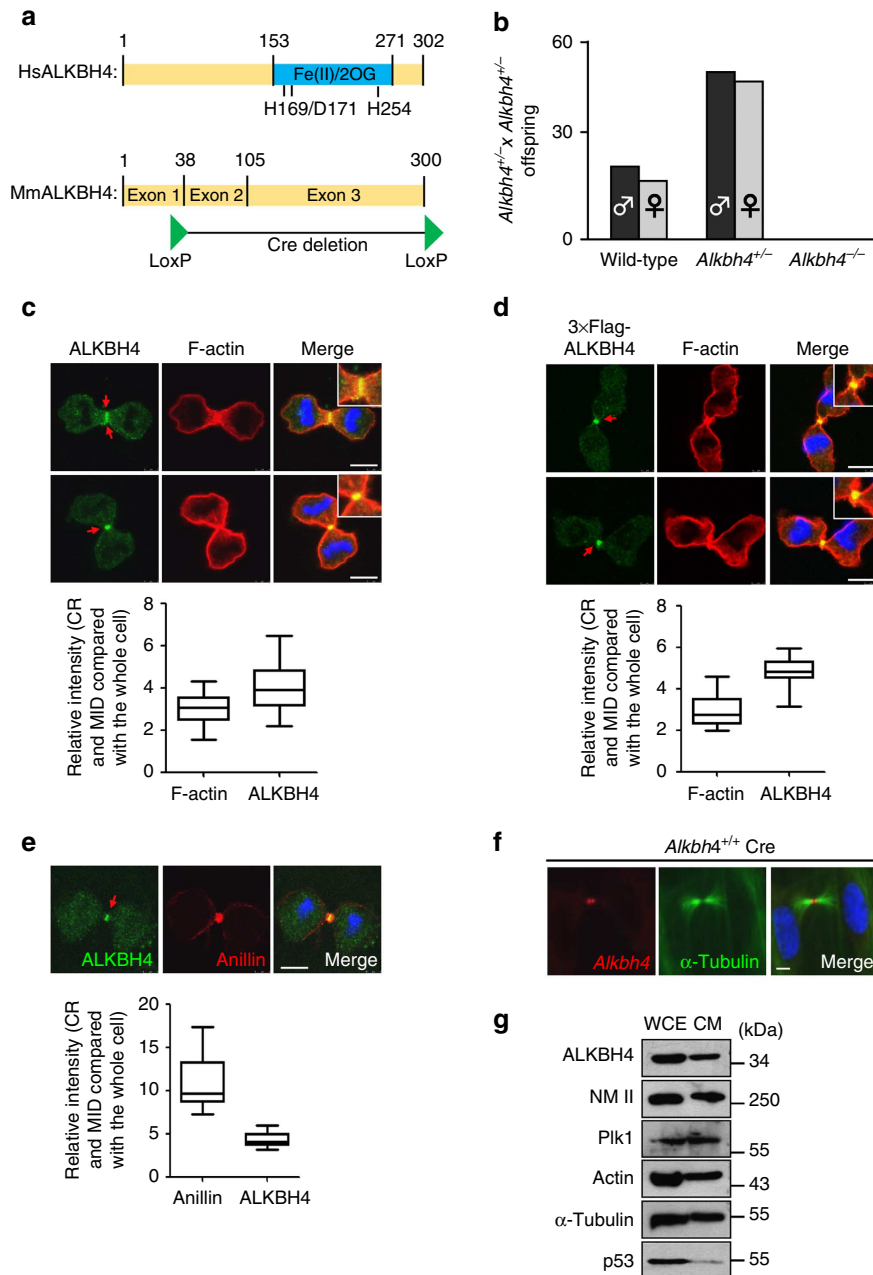 a
1 153 271 302
HsALKBH4: Fe(II)/2OG
H169/D171 H254
1 38 105 300
MmALKBH4: Exon 1 Exon 2 Exon 3
Cre deletion
LoxP LoxP
b
Alkbh4+/− x Alkbh4+/−
offspring
60
30
0
♂ ♀ ♂ ♀
Wild-type Alkbh4+/− Alkbh4−/−
c
ALKBH4 F-actin Merge
Relative intensity (CR
and MID compared
with the whole cell)
8
6
4
2
0
F-actin ALKBH4
d
3×Flag-
ALKBH4 F-actin Merge
Relative intensity (CR
and MID compared
with the whole cell)
8
6
4
2
0
F-actin ALKBH4
e
ALKBH4 Anillin Merge
Relative intensity (CR
and MID compared
with the whole cell)
20
15
10
5
0
Anillin ALKBH4
f
Alkbh4+/+ Cre
Alkbh4 α-Tubulin Merge
g
WCE CM (kDa)
ALKBH4 34
NM II 250
Plk1 55
Actin 43
α-Tubulin 55
p53 55